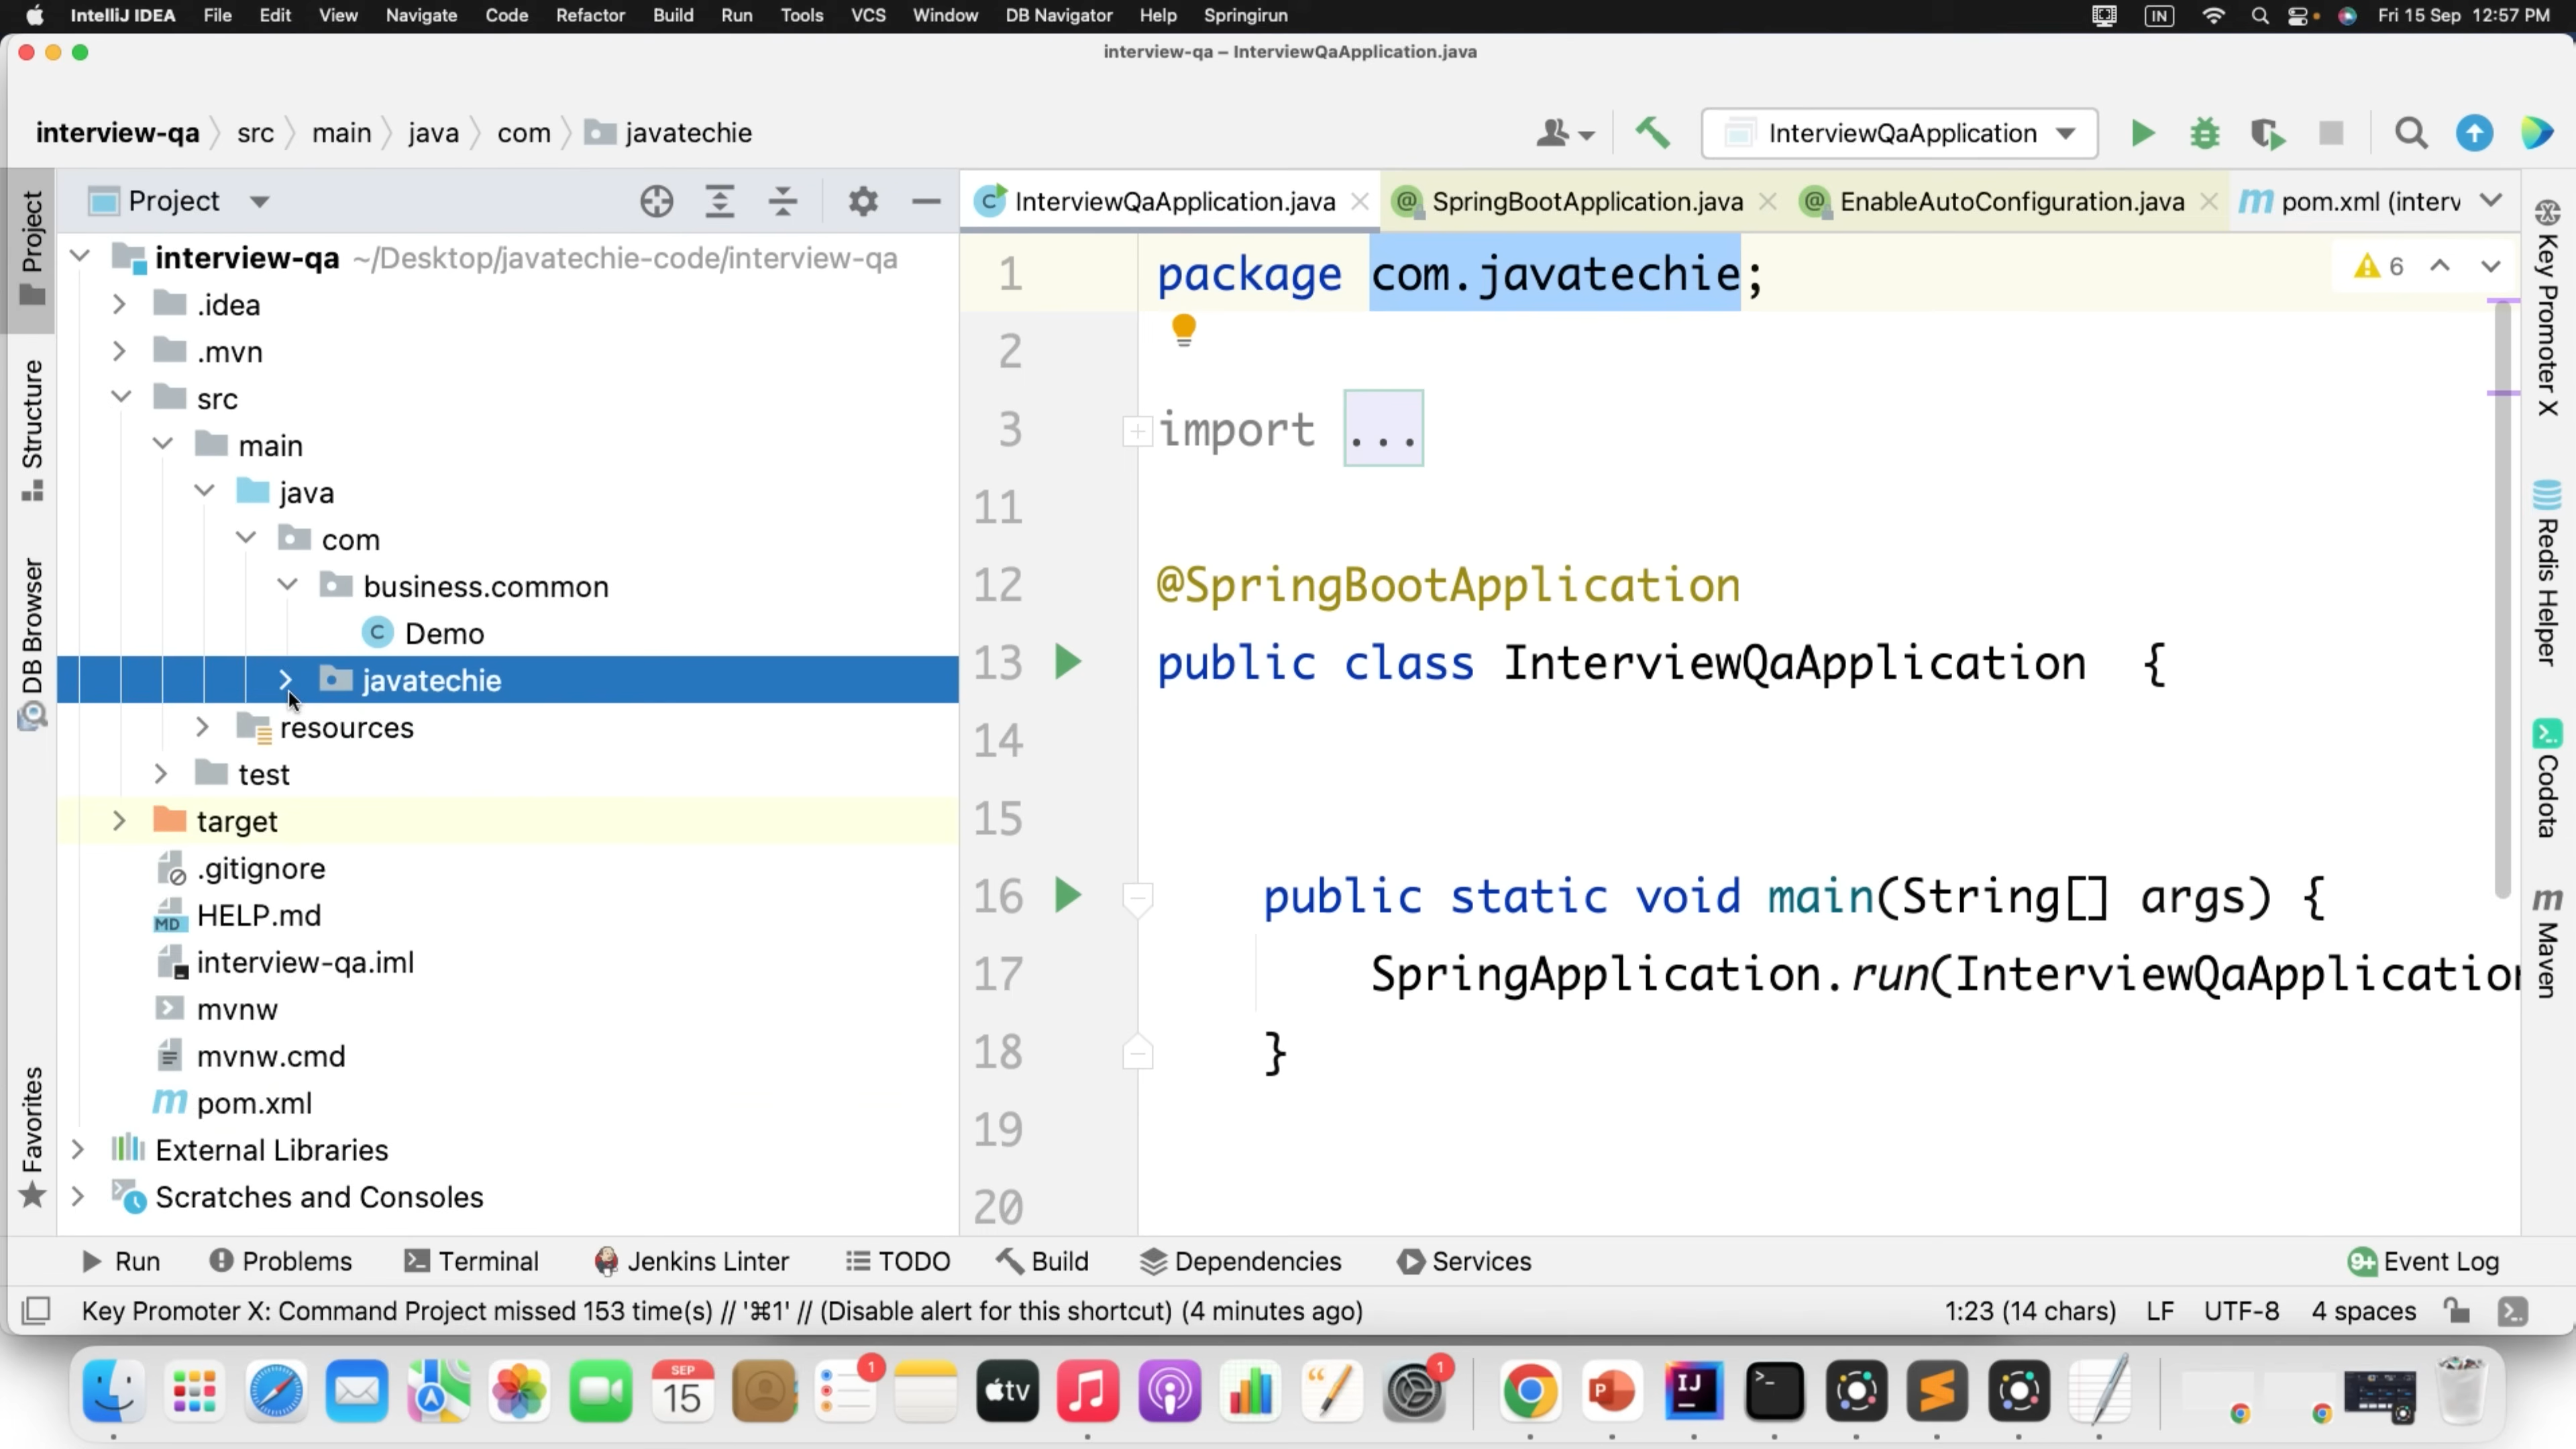 IntelliJ IDEA File Edit View Navigate Code Refactor Build Run Tools VCS Window DB Navigator Help Springirun IN Fri 15 Sep 12:57 PM
interview-qa – InterviewQaApplication.java
interview-qa src main java com javatechie InterviewQaApplication
Project
InterviewQaApplication.java SpringBootApplication.java EnableAutoConfiguration.java pom.xml (interv
interview-qa ~/Desktop/javatechie-code/interview-qa
.idea
.mvn
src
main
java
com
business.common
Demo
javatechie
resources
test
target
.gitignore
HELP.md
interview-qa.iml
mvnw
mvnw.cmd
pom.xml
External Libraries
Scratches and Consoles
Project
Structure
DB Browser
Favorites
1 package com.javatechie;
6
2
3 import ...
11
12 @SpringBootApplication
13 public class InterviewQaApplication {
14
15
16 public static void main(String[] args) {
17 SpringApplication.run(InterviewQaApplication
18 }
19
20
Key Promoter X
Redis Helper
Codota
Maven
Run Problems Terminal Jenkins Linter TODO Build Dependencies Services 9+ Event Log
Key Promoter X: Command Project missed 153 time(s) // '⌘1' // (Disable alert for this shortcut) (4 minutes ago) 1:23 (14 chars) LF UTF-8 4 spaces
SEP
15
1
tv
1
P
IJ